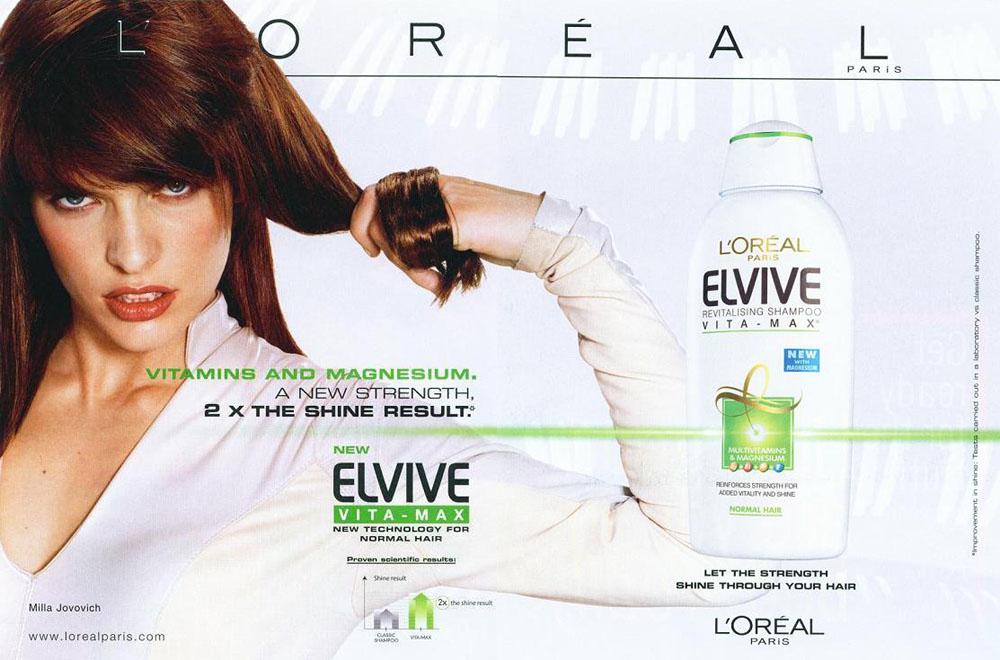 L'ORÉAL
PARIS
L'ORÉAL
PARIS
ELVIVE
REVITALISING SHAMPOO
VITA-MAX*
NEW
WITH
MAGNESIUM
MULTIVITAMINS
& MAGNESIUM
REINFORCES STRENGTH FOR
ADDED VITALITY AND SHINE
NORMAL HAIR
VITAMINS AND MAGNESIUM.
A NEW STRENGTH,
2 X THE SHINE RESULT.*
NEW
ELVIVE
VITA-MAX
NEW TECHNOLOGY FOR
NORMAL HAIR
Proven scientific results:
Shine result
2x the shine result
CLASSIC
SHAMPOO
VITA-MAX
Milla Jovovich
www.lorealparis.com
LET THE STRENGTH
SHINE THROUGH YOUR HAIR
L'ORÉAL
PARIS
*Improvement in shine: Tests carried out in a laboratory vs classic shampoo.